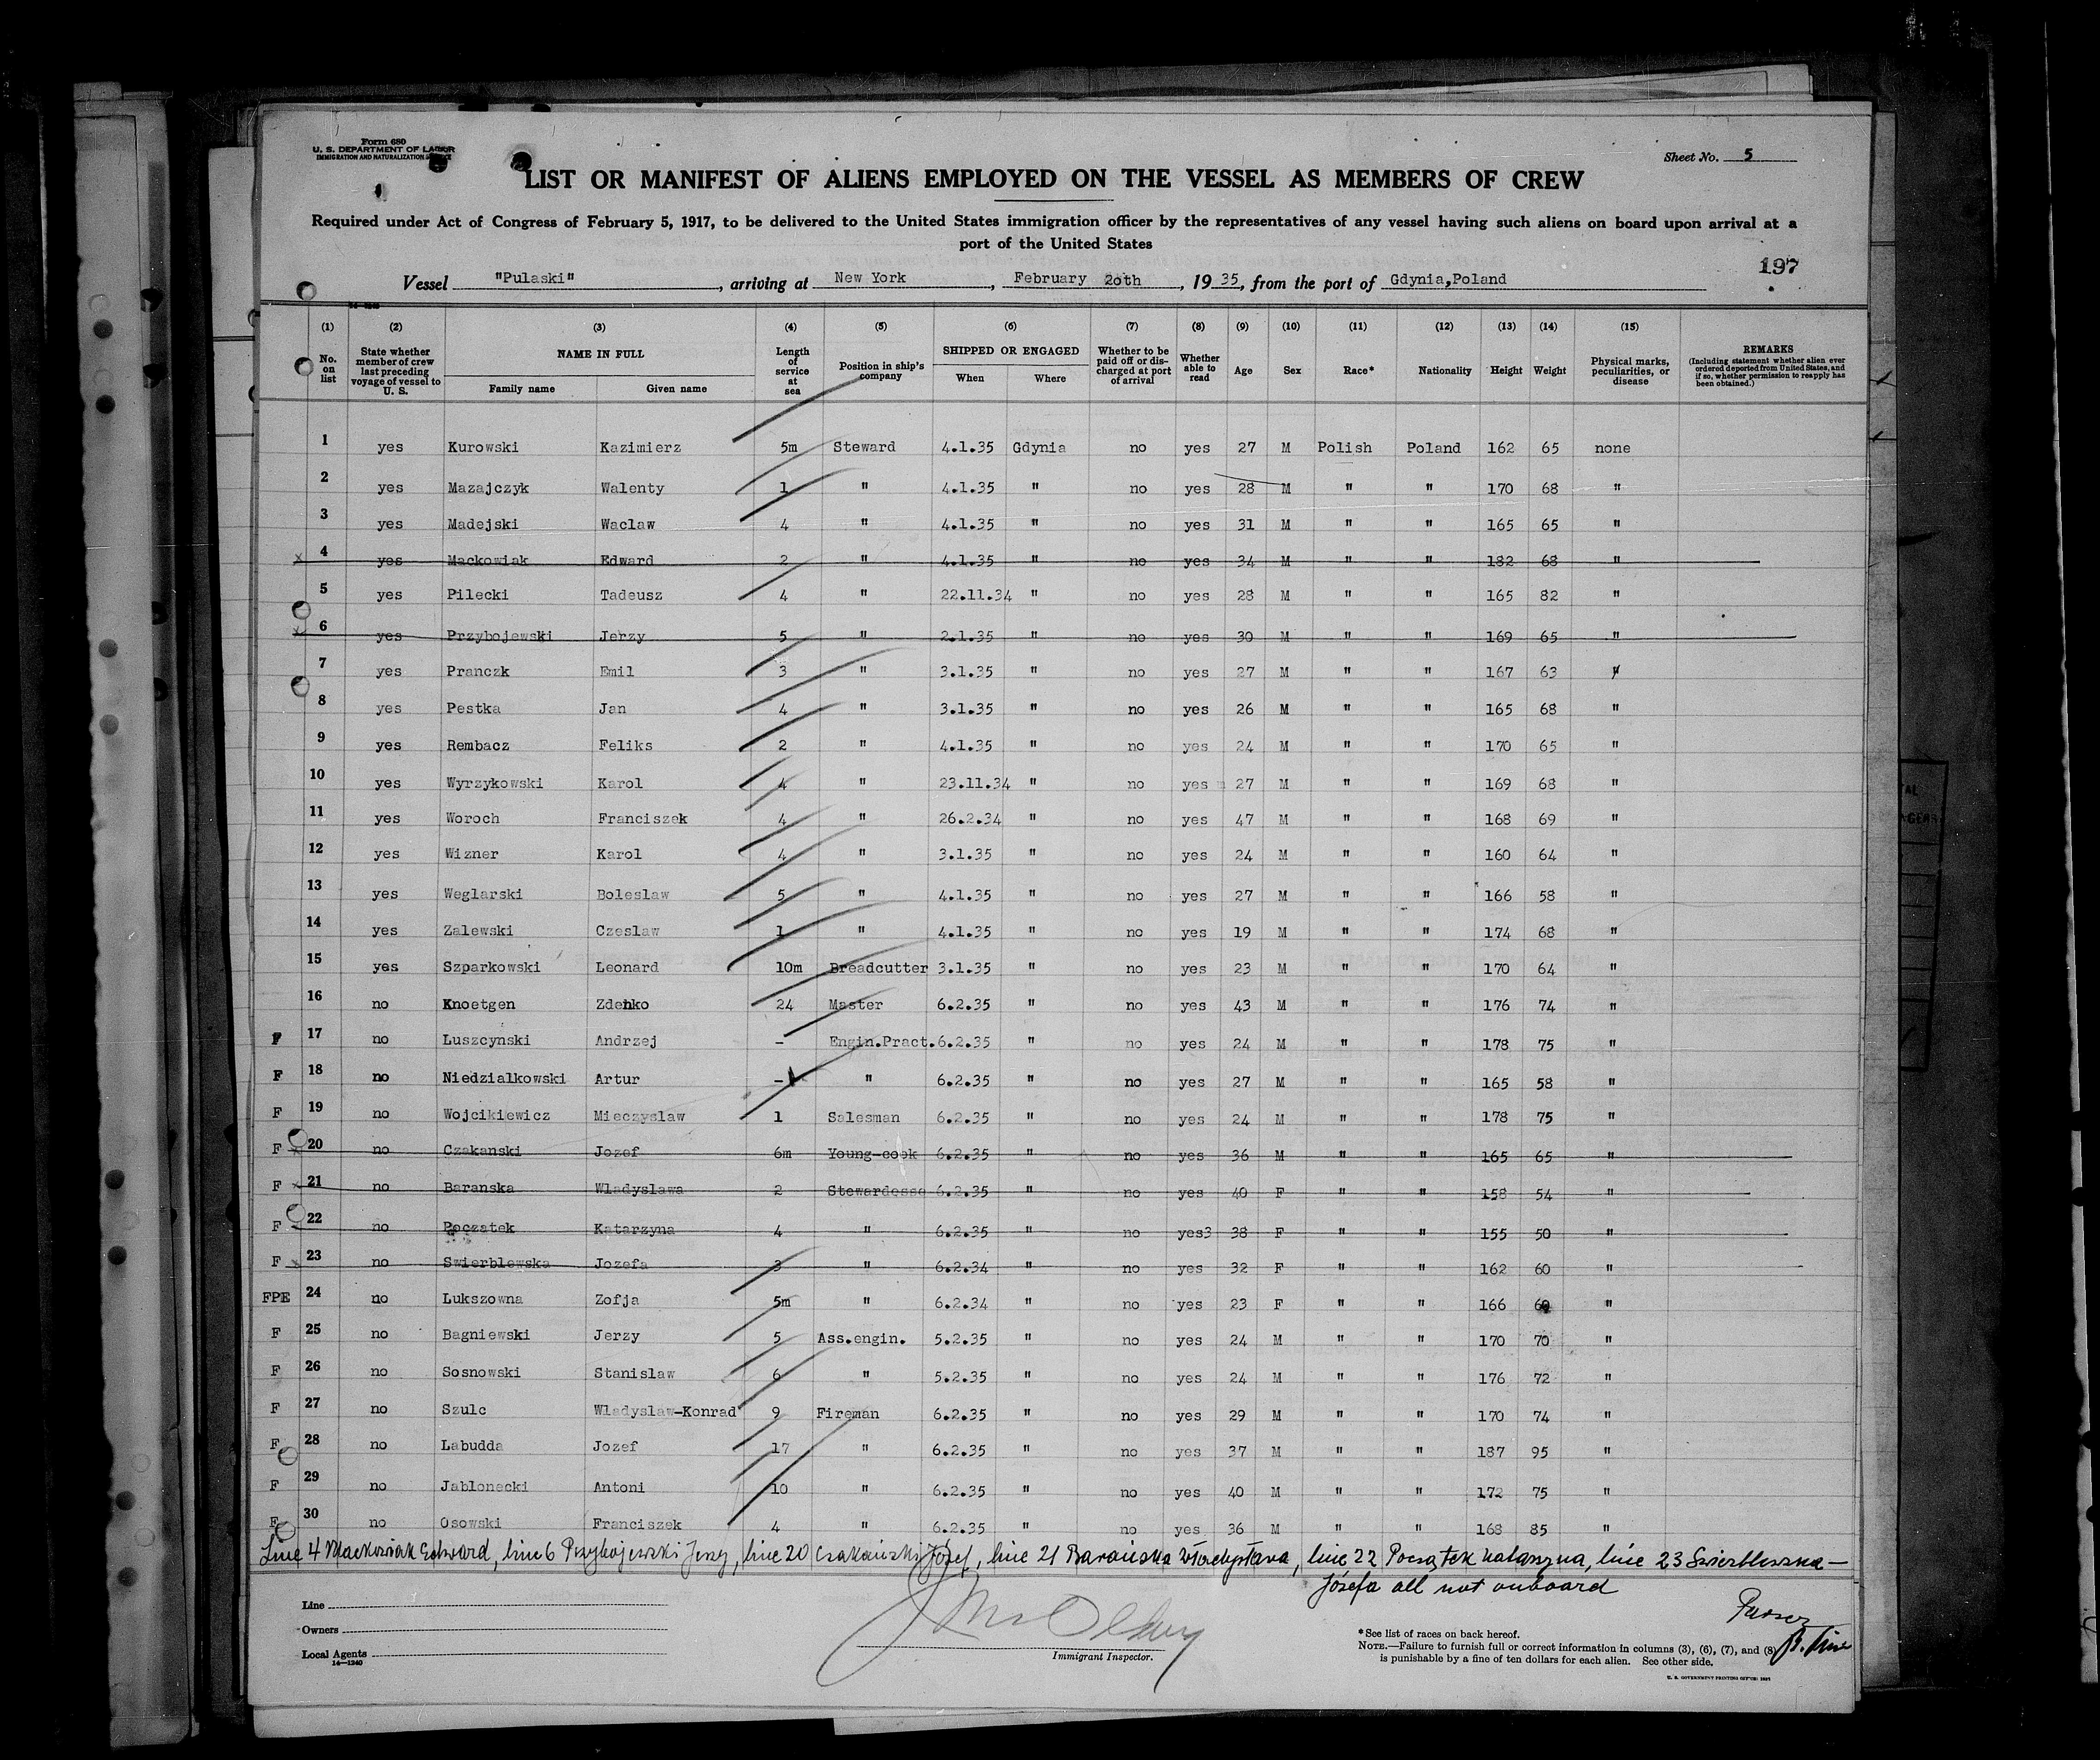 Form 680
U. S. DEPARTMENT OF LABOR
IMMIGRATION AND NATURALIZATION SERVICE
Sheet No. 5
LIST OR MANIFEST OF ALIENS EMPLOYED ON THE VESSEL AS MEMBERS OF CREW
Required under Act of Congress of February 5, 1917, to be delivered to the United States immigration officer by the representatives of any vessel having such aliens on board upon arrival at a
port of the United States
197
Vessel "Pulaski", arriving at New York, February 20th, 1935, from the port of Gdynia,Poland
(1) (2) (3) (4) (5) (6) (7) (8) (9) (10) (11) (12) (13) (14) (15)
No. on list State whether member of crew last preceding voyage of vessel to U. S. NAME IN FULL Family name Given name Length of service at sea Position in ship's company SHIPPED OR ENGAGED When Where Whether to be paid off or discharged at port of arrival Whether able to read Age Sex Race* Nationality Height Weight Physical marks, peculiarities, or disease REMARKS (Including statement whether alien ever ordered deported from United States, and if so, whether permission to reapply has been obtained.)
1 yes Kurowski Kazimierz 5m Steward 4.1.35 Gdynia no yes 27 M Polish Poland 162 65 none
2 yes Mazajczyk Walenty 1 " 4.1.35 " no yes 28 M " " 170 68 "
3 yes Madejski Waclaw 4 " 4.1.35 " no yes 31 M " " 165 65 "
x 4 yes Mackowiak Edward 2 " 4.1.35 " no yes 34 M " " 182 68 "
5 yes Pilecki Tadeusz 4 " 22.11.34 " no yes 28 M " " 165 82 "
x 6 yes Przybojewski Jerzy 5 " 2.1.35 " no yes 30 M " " 169 65 "
7 yes Pranczk Emil 3 " 3.1.35 " no yes 27 M " " 167 63 "
8 yes Pestka Jan 4 " 3.1.35 " no yes 26 M " " 165 68 "
9 yes Rembacz Feliks 2 " 4.1.35 " no yes 24 M " " 170 65 "
10 yes Wyrzykowski Karol 4 " 23.11.34 " no yes 27 M " " 169 68 "
11 yes Woroch Franciszek 4 " 26.2.34 " no yes 47 M " " 168 69 "
12 yes Wizner Karol 4 " 3.1.35 " no yes 24 M " " 160 64 "
13 yes Weglarski Boleslaw 5 " 4.1.35 " no yes 27 M " " 166 58 "
14 yes Zalewski Czeslaw 1 " 4.1.35 " no yes 19 M " " 174 68 "
15 yes Szparkowski Leonard 10m Breadcutter 3.1.35 " no yes 23 M " " 170 64 "
16 no Knoetgen Zdenko 24 Master 6.2.35 " no yes 43 M " " 176 74 "
F 17 no Luszcynski Andrzej - Engin.Pract. 6.2.35 " no yes 24 M " " 178 75 "
F 18 no Niedzialkowski Artur - " 6.2.35 " no yes 27 M " " 165 58 "
F 19 no Wojcikiewicz Mieczyslaw 1 Salesman 6.2.35 " no yes 24 M " " 178 75 "
F x 20 no Czakanski Jozef 6m Young-cook 6.2.35 " no yes 36 M " " 165 65 "
F x 21 no Baranska Wladyslawa 2 Stewardesse 6.2.35 " no yes 40 F " " 158 54 "
F 22 no Poczatek Katarzyna 4 " 6.2.35 " no yes3 38 F " " 155 50 "
F x 23 no Swierblewska Jozefa 3 " 6.2.34 " no yes 32 F " " 162 60 "
FPE 24 no Lukszowna Zofja 5m " 6.2.34 " no yes 23 F " " 166 60 "
F 25 no Bagniewski Jerzy 5 Ass.engin. 5.2.35 " no yes 24 M " " 170 70 "
F 26 no Sosnowski Stanislaw 6 " 5.2.35 " no yes 24 M " " 176 72 "
F 27 no Szulc Wladyslaw-Konrad 9 Fireman 6.2.35 " no yes 29 M " " 170 74 "
F 28 no Labudda Jozef 17 " 6.2.35 " no yes 37 M " " 187 95 "
F 29 no Jablonecki Antoni 10 " 6.2.35 " no yes 40 M " " 172 75 "
F 30 no Osowski Franciszek 4 " 6.2.35 " no yes 36 M " " 168 85 "
Line 4 Mackowiak Edward, line 6 Przybojewski Jerzy, line 20 Czakański Józef, line 21 Barańska Władysława, line 22 Początek Katarzyna, line 23 Swierblewska —
Józefa all not onboard
Purser
Line
Owners
Local Agents
14—1240
Immigrant Inspector.
*See list of races on back hereof.
NOTE.—Failure to furnish full or correct information in columns (3), (6), (7), and (8)
is punishable by a fine of ten dollars for each alien. See other side.